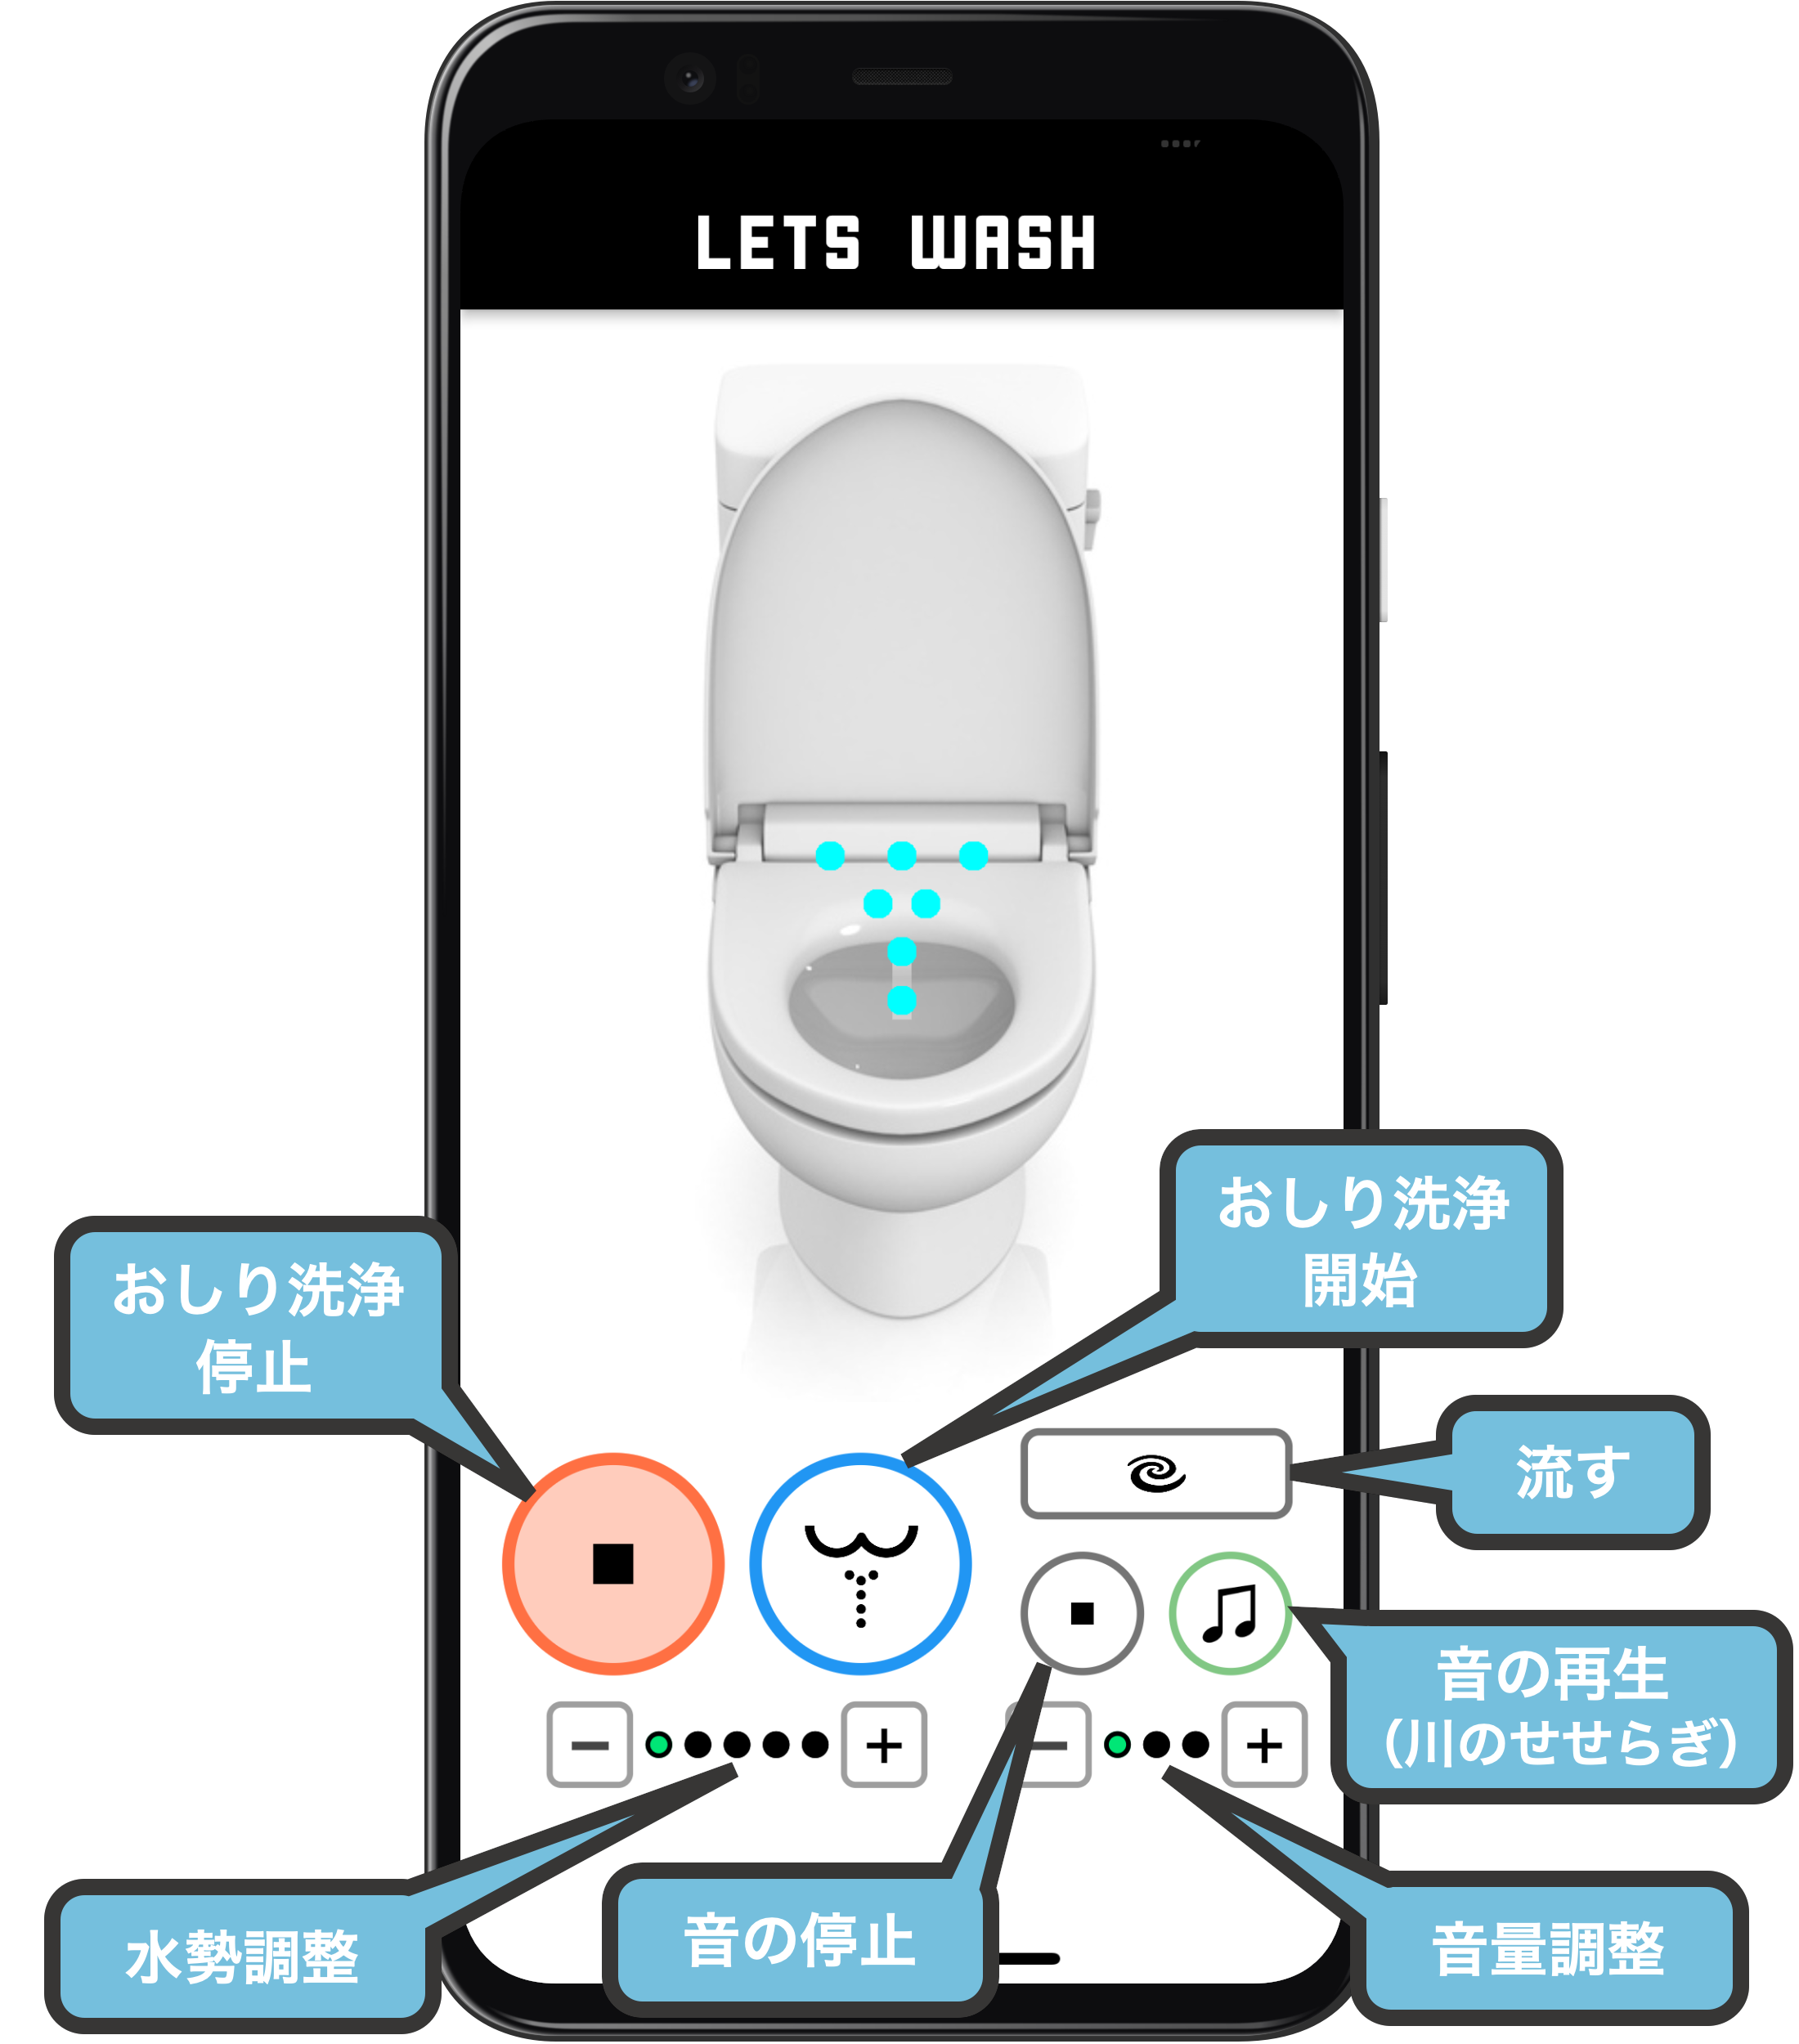 LETS WASH
おしり洗浄
開始
おしり洗浄
停止
流す
音の再生
（川のせせらぎ）
水勢調整
音の停止
音量調整